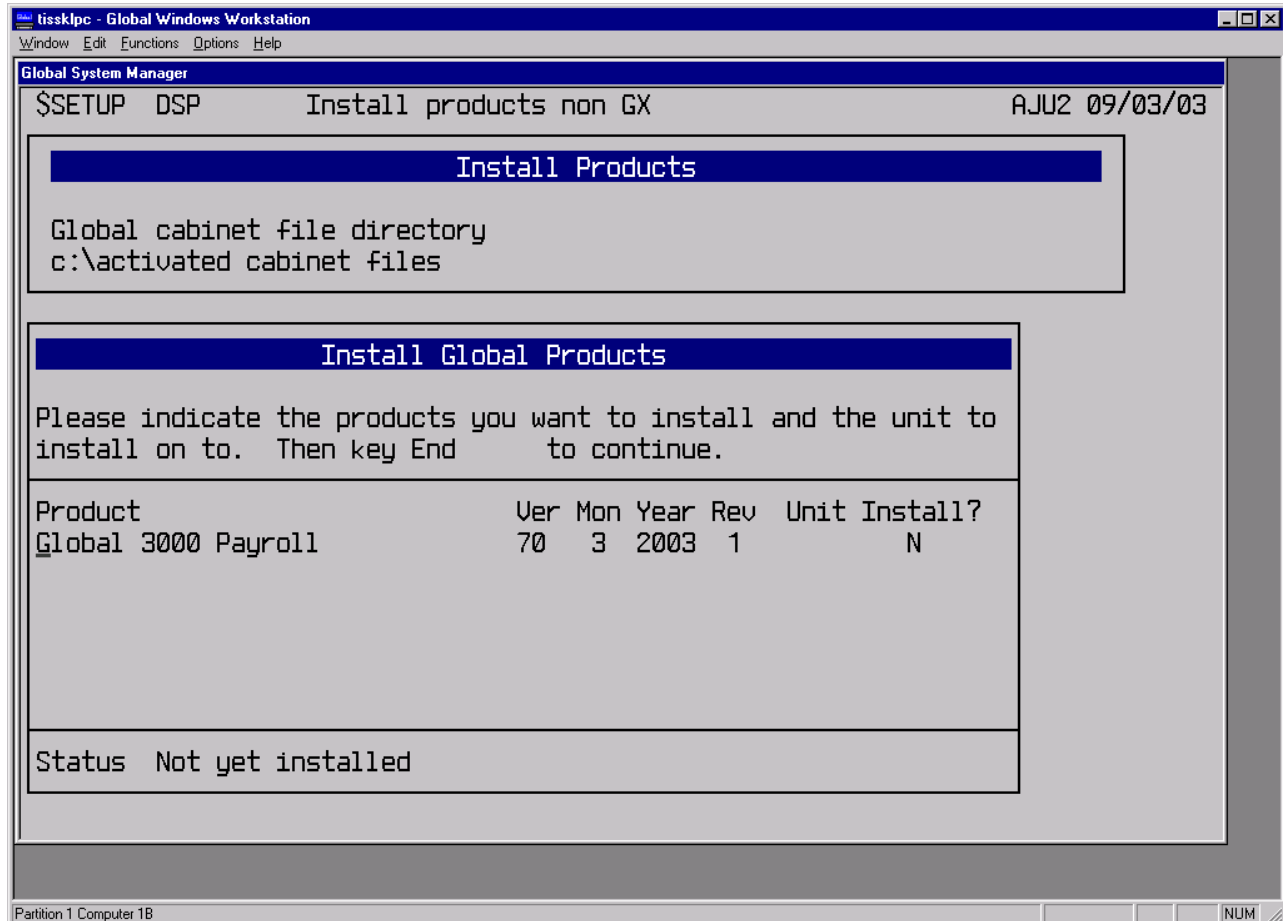 tissklpc - Global Windows Workstation
Window Edit Functions Options Help
Global System Manager
$SETUP DSP Install products non GX AJU2 09/03/03
Install Products
Global cabinet file directory
c:\activated cabinet files
Install Global Products
Please indicate the products you want to install and the unit to
install on to. Then key End to continue.
Product Ver Mon Year Rev Unit Install?
Global 3000 Payroll 70 3 2003 1 N
Status Not yet installed
Partition 1 Computer 1B NUM